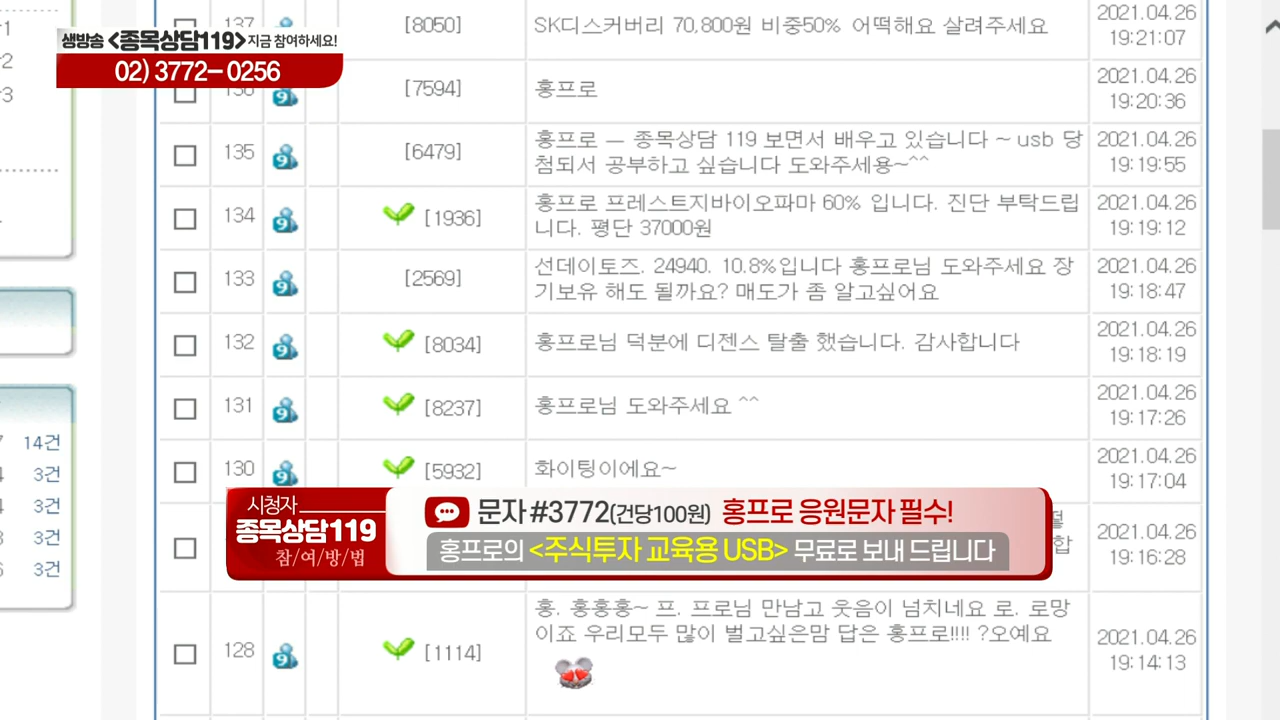 생방송 <종목상담119> 지금 참여하세요!
02) 3772-0256
137 [8050] SK디스커버리 70,800원 비중50% 어떡해요 살려주세요 2021.04.26 19:21:07
136 [7594] 홍프로 2021.04.26 19:20:36
135 [6479] 홍프로 ㅡ 종목상담 119 보면서 배우고 있습니다 ~ usb 당
첨되서 공부하고 싶습니다 도와주세용~^^ 2021.04.26 19:19:55
134 [1936] 홍프로 프레스트지바이오파마 60% 입니다. 진단 부탁드립
니다. 평단 37000원 2021.04.26 19:19:12
133 [2569] 선데이토즈. 24940. 10.8%입니다 홍프로님 도와주세요 장
기보유 해도 될까요? 매도가 좀 알고싶어요 2021.04.26 19:18:47
132 [8034] 홍프로님 덕분에 디젠스 탈출 했습니다. 감사합니다 2021.04.26 19:18:19
131 [8237] 홍프로님 도와주세요 ^^ 2021.04.26 19:17:26
130 [5932] 화이팅이에요~ 2021.04.26 19:17:04
14건
3건
3건
3건
3건
시청자
종목상담119
참/여/방/법
문자 #3772(건당100원) 홍프로 응원문자 필수!
홍프로의 <주식투자 교육용 USB> 무료로 보내 드립니다
2021.04.26 19:16:28
128 [1114] 홍. 홍홍홍~ 프. 프로님 만남고 웃음이 넘치네요 로. 로망
이죠 우리모두 많이 벌고싶은맘 답은 홍프로!!!! ?오예요 2021.04.26 19:14:13